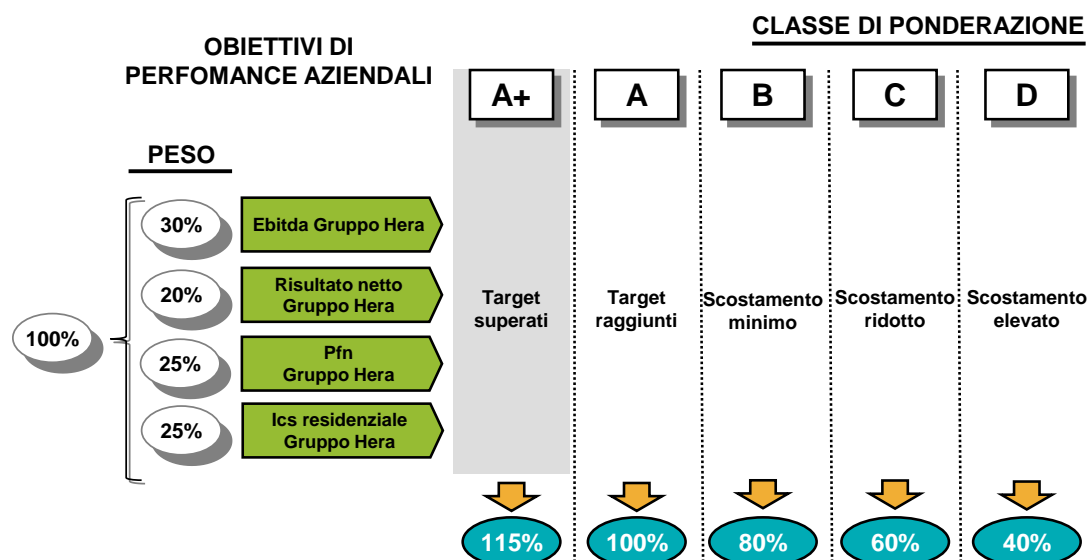 CLASSE DI PONDERAZIONE
OBIETTIVI DI
PERFOMANCE AZIENDALI
A+
A
B
C
D
PESO
30%
Ebitda Gruppo Hera
20%
Risultato netto
Gruppo Hera
100%
25%
Pfn
Gruppo Hera
25%
Ics residenziale
Gruppo Hera
Target
superati
Target
raggiunti
Scostamento
minimo
Scostamento
ridotto
Scostamento
elevato
115%
100%
80%
60%
40%